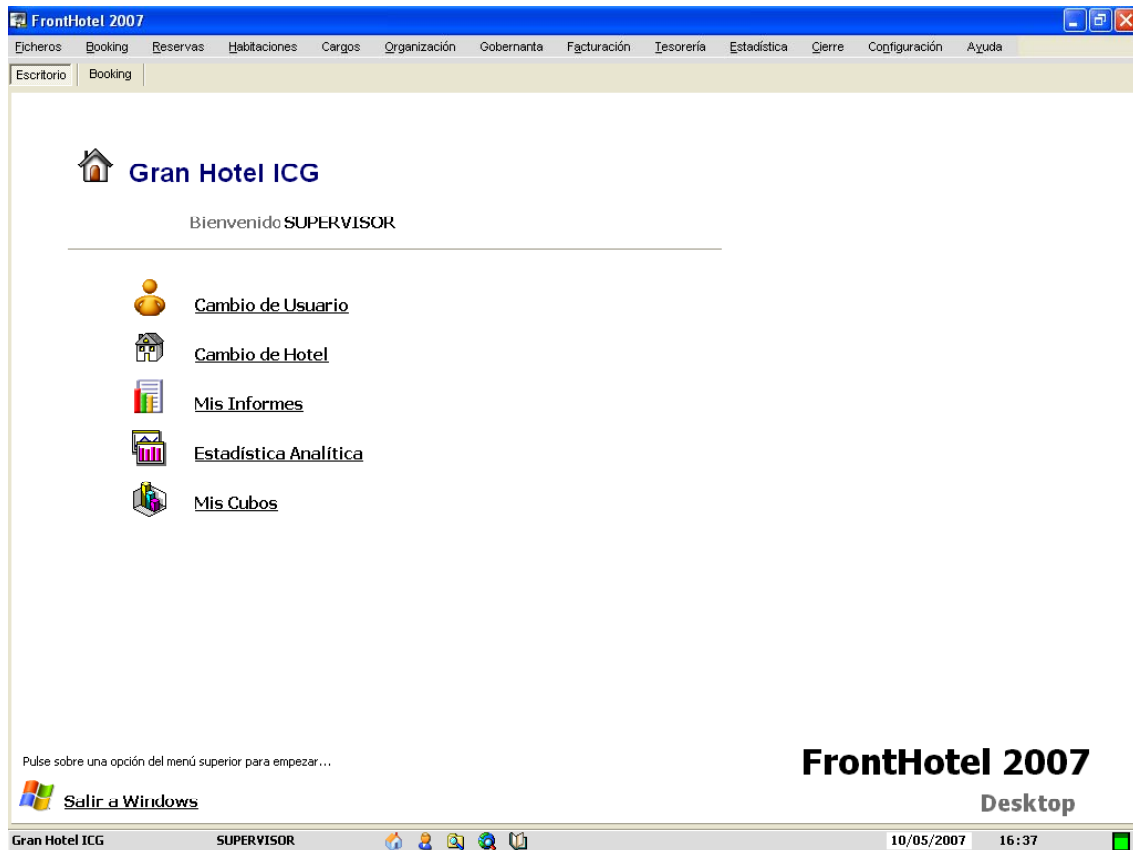 FrontHotel 2007
Ficheros Booking Reservas Habitaciones Cargos Organización Gobernanta Facturación Tesorería Estadística Cierre Configuración Ayuda
Escritorio Booking
Gran Hotel ICG
Bienvenido SUPERVISOR
Cambio de Usuario
Cambio de Hotel
Mis Informes
Estadística Analítica
Mis Cubos
Pulse sobre una opción del menú superior para empezar...
FrontHotel 2007
Salir a Windows
Desktop
Gran Hotel ICG SUPERVISOR 10/05/2007 16:37